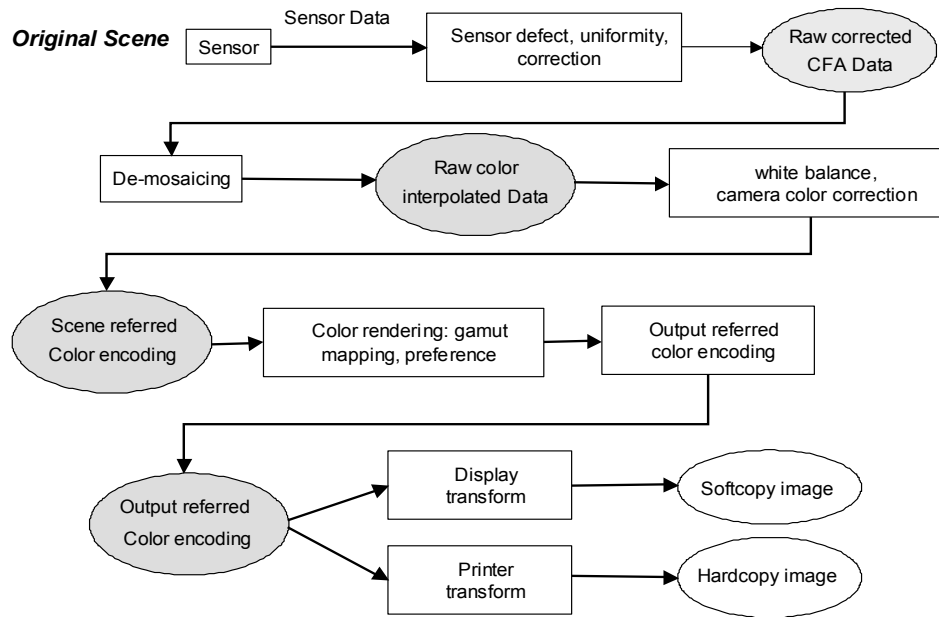 Original Scene
Sensor
Sensor Data
Sensor defect, uniformity,
correction
Raw corrected
CFA Data
De-mosaicing
Raw color
interpolated Data
white balance,
camera color correction
Scene referred
Color encoding
Color rendering: gamut
mapping, preference
Output referred
color encoding
Output referred
Color encoding
Display
transform
Softcopy image
Printer
transform
Hardcopy image